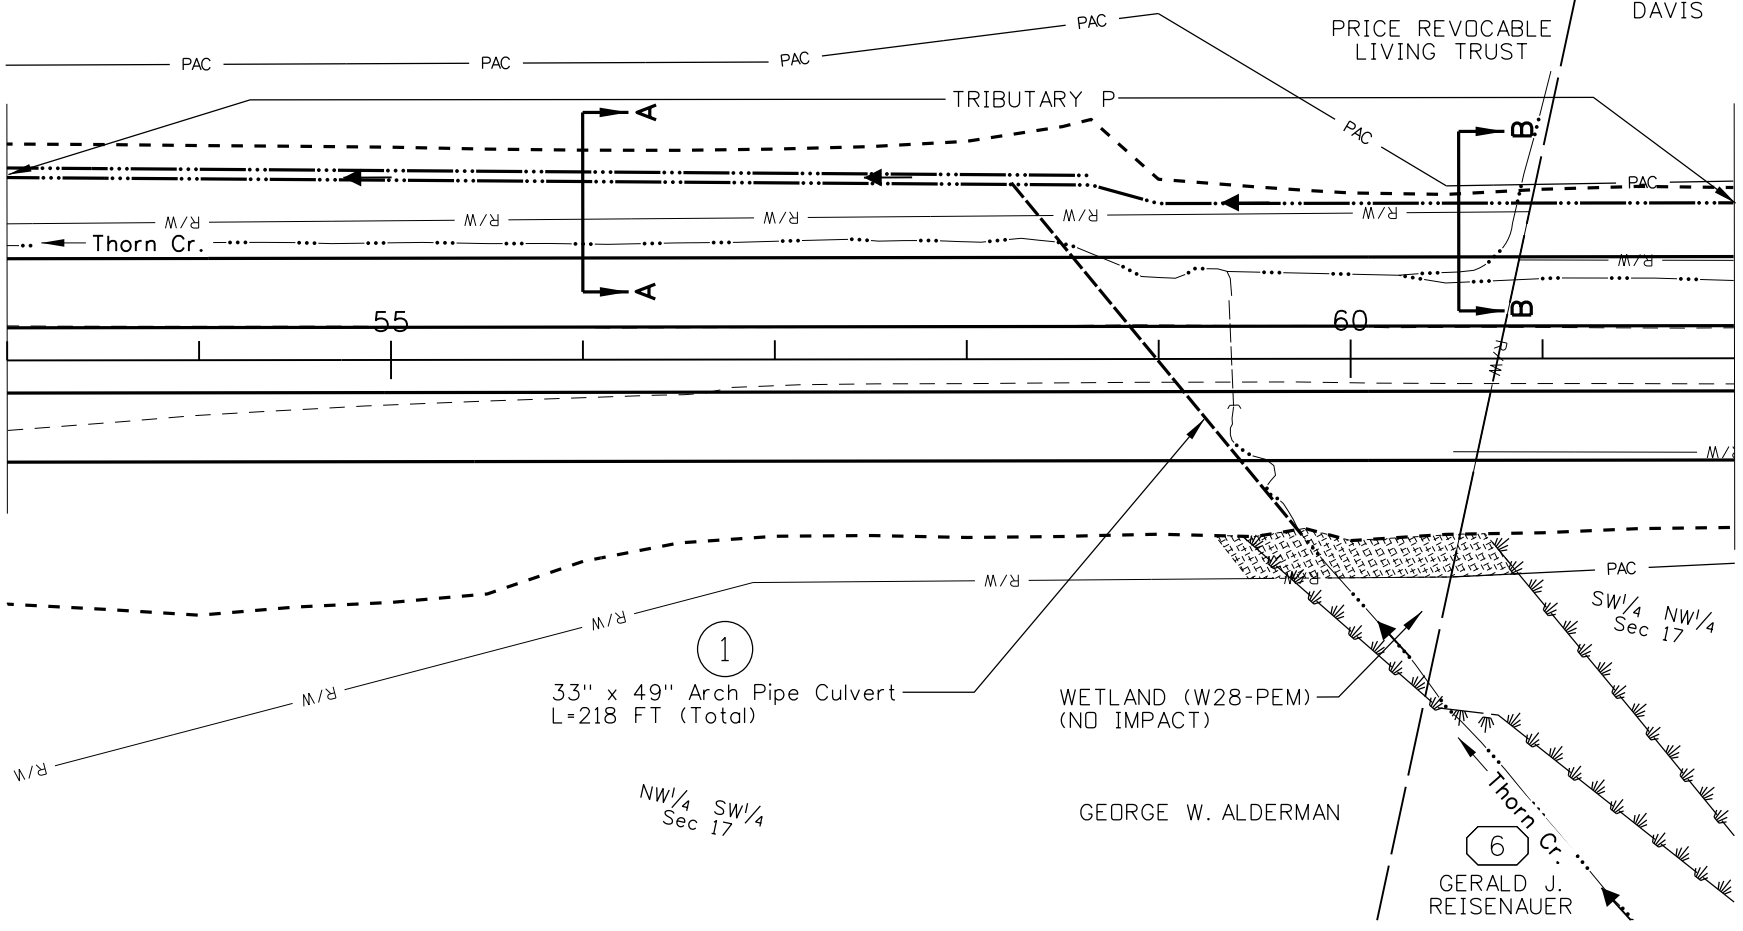 DAVIS
PRICE REVOCABLE
LIVING TRUST
PAC
PAC
PAC
PAC
TRIBUTARY P
A
B
PAC
PAC
R/W
R/W
R/W
R/W
R/W
Thorn Cr.
R/W
A
B
55
60
R/W
R/W
R/W
R/W
PAC
SW1/4 NW1/4
Sec 17
R/W
1
33" x 49" Arch Pipe Culvert
L=218 FT (Total)
R/W
WETLAND (W28-PEM)
(NO IMPACT)
R/W
NW1/4 SW1/4
Sec 17
GEORGE W. ALDERMAN
Thorn Cr.
6
GERALD J.
REISENAUER